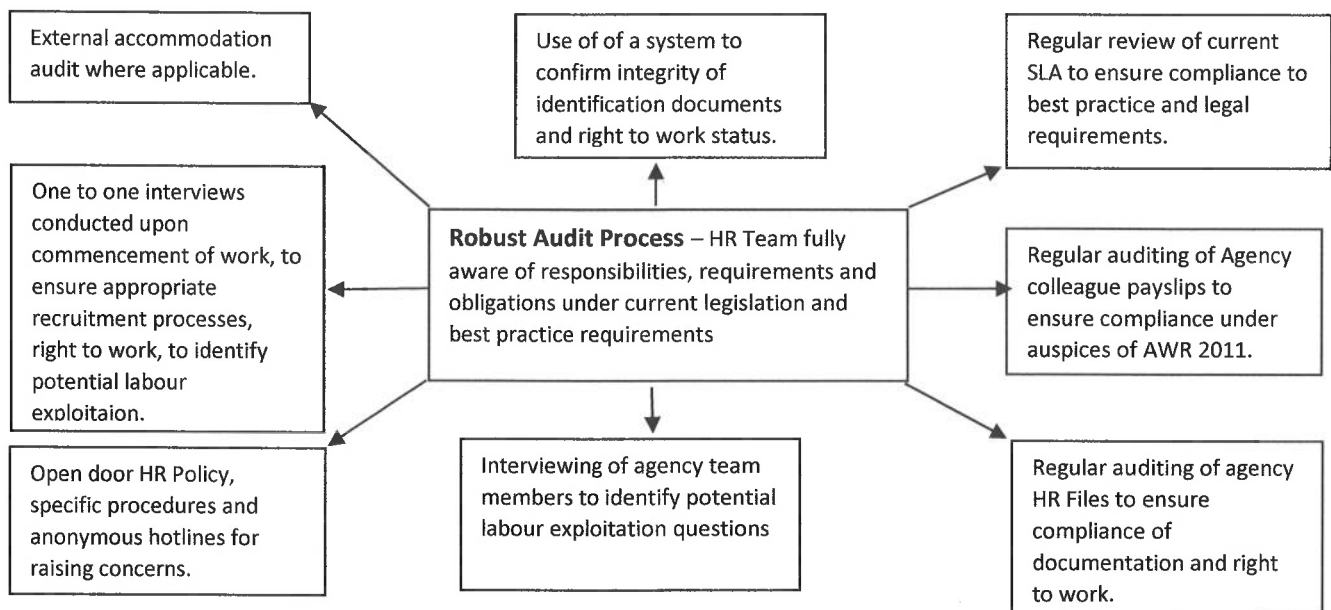 External accommodation
audit where applicable.
Use of of a system to
confirm integrity of
identification documents
and right to work status.
Regular review of current
SLA to ensure compliance to
best practice and legal
requirements.
One to one interviews
conducted upon
commencement of work, to
ensure appropriate
recruitment processes,
right to work, to identify
potential labour
exploitaion.
Robust Audit Process – HR Team fully
aware of responsibilities, requirements and
obligations under current legislation and
best practice requirements
Regular auditing of Agency
colleague payslips to
ensure compliance under
auspices of AWR 2011.
Open door HR Policy,
specific procedures and
anonymous hotlines for
raising concerns.
Interviewing of agency team
members to identify potential
labour exploitation questions
Regular auditing of agency
HR Files to ensure
compliance of
documentation and right
to work.